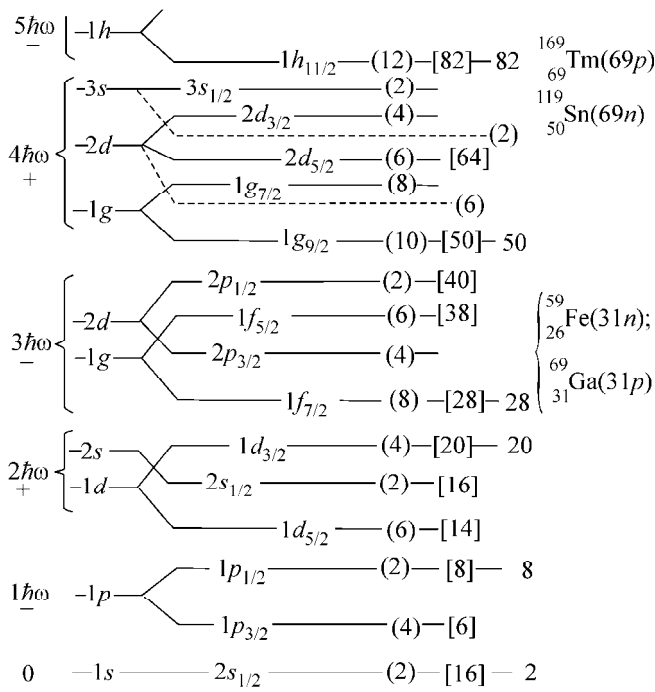 5ħω – −1h 1h11/2 (12) −[82]− 82 169 69 Tm(69p)
−3s 3s1/2 (2)
119 50 Sn(69n)
2d3/2 (4)
(2)
4ħω + −2d 2d5/2 (6) −[64]
1g7/2 (8)
(6)
−1g 1g9/2 (10) −[50]− 50
2p1/2 (2) −[40]
−2d 1f5/2 (6) −[38] 59 26 Fe(31n);
3ħω – −1g 2p3/2 (4)
69 31 Ga(31p)
1f7/2 (8) −[28]− 28
−2s 1d3/2 (4) −[20]− 20
2ħω + −1d 2s1/2 (2) −[16]
1d5/2 (6) −[14]
1p1/2 (2) −[8]− 8
1ħω – −1p
1p3/2 (4) −[6]
0 −1s 2s1/2 (2) −[16]− 2